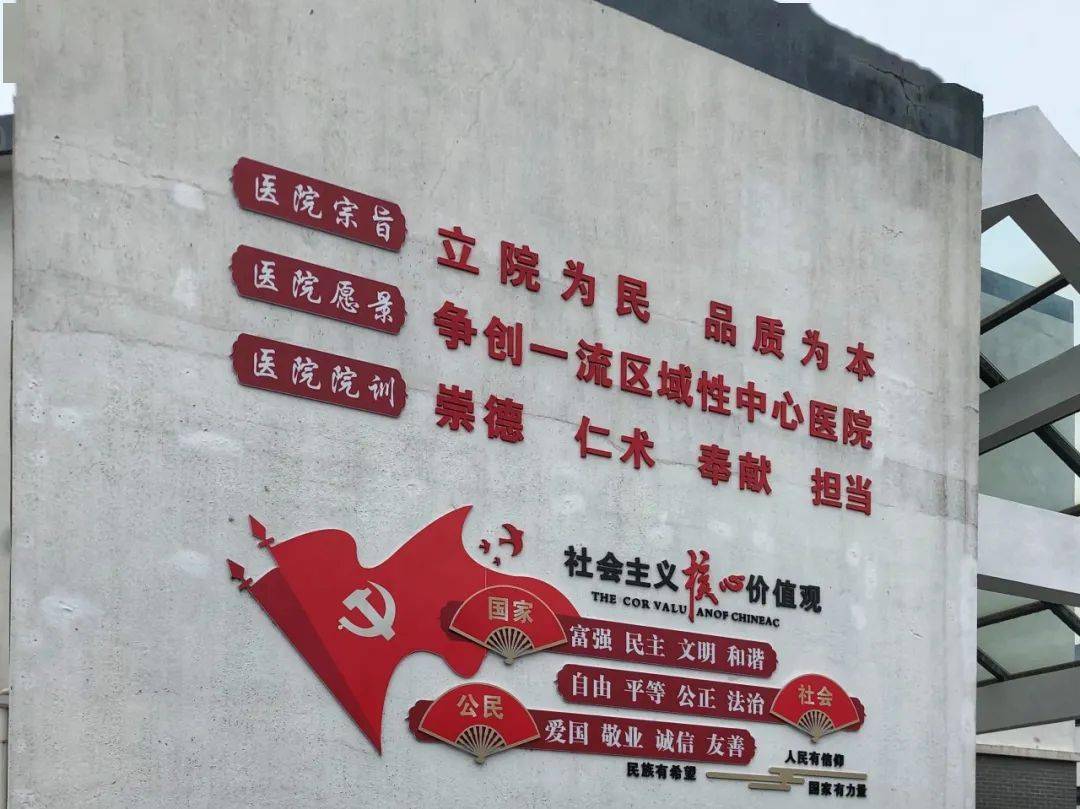 医院宗旨 立院为民 品质为本
医院愿景 争创一流区域性中心医院
医院院训 崇德 仁术 奉献 担当
社会主义核心价值观
THE COR VALU ANOF CHINEAC
国家 富强 民主 文明 和谐
自由 平等 公正 法治 社会
公民 爱国 敬业 诚信 友善
人民有信仰
民族有希望
国家有力量